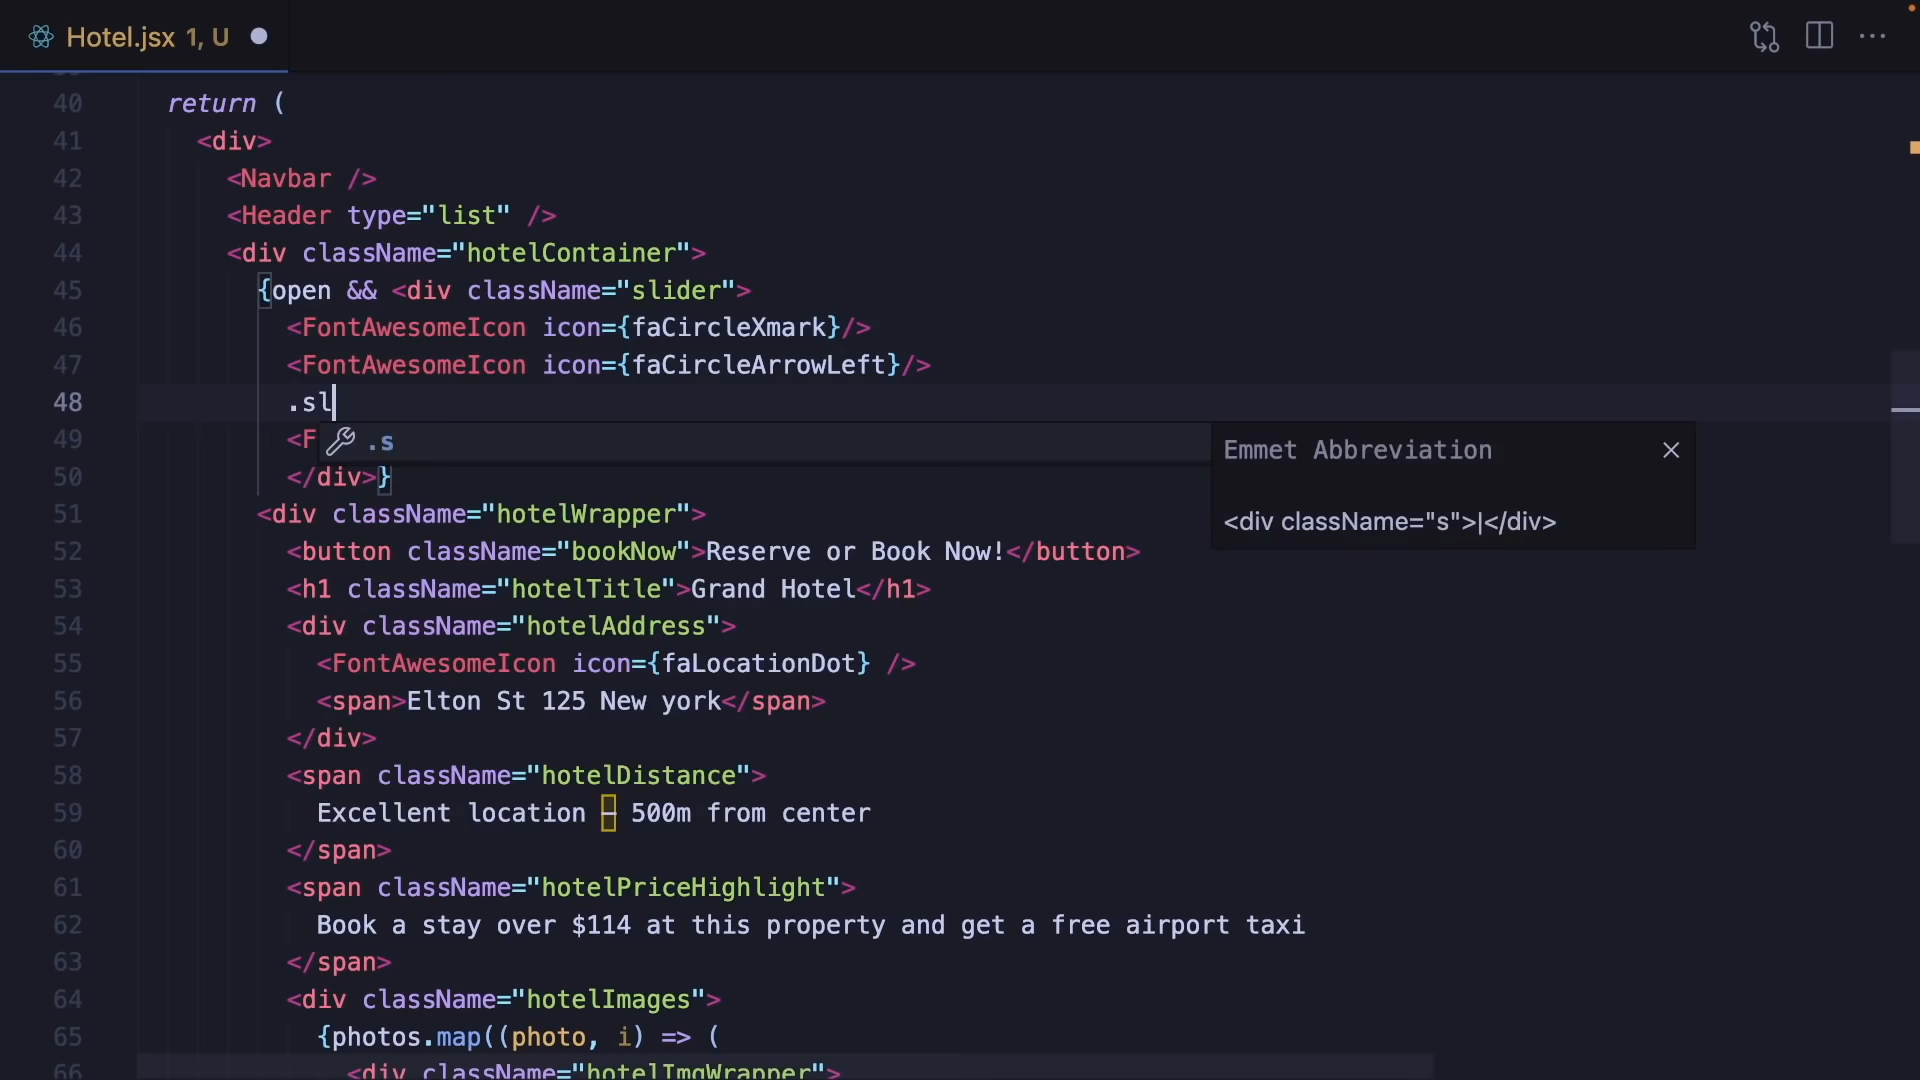 Hotel.jsx 1, U
40 return (
41 <div>
42 <Navbar />
43 <Header type="list" />
44 <div className="hotelContainer">
45 {open && <div className="slider">
46 <FontAwesomeIcon icon={faCircleXmark}/>
47 <FontAwesomeIcon icon={faCircleArrowLeft}/>
48 .sl
49 <F
.s
Emmet Abbreviation
<div className="s">|</div>
50 </div>}
51 <div className="hotelWrapper">
52 <button className="bookNow">Reserve or Book Now!</button>
53 <h1 className="hotelTitle">Grand Hotel</h1>
54 <div className="hotelAddress">
55 <FontAwesomeIcon icon={faLocationDot} />
56 <span>Elton St 125 New york</span>
57 </div>
58 <span className="hotelDistance">
59 Excellent location – 500m from center
60 </span>
61 <span className="hotelPriceHighlight">
62 Book a stay over $114 at this property and get a free airport taxi
63 </span>
64 <div className="hotelImages">
65 {photos.map((photo, i) => (
66 <div className="hotelImgWrapper">